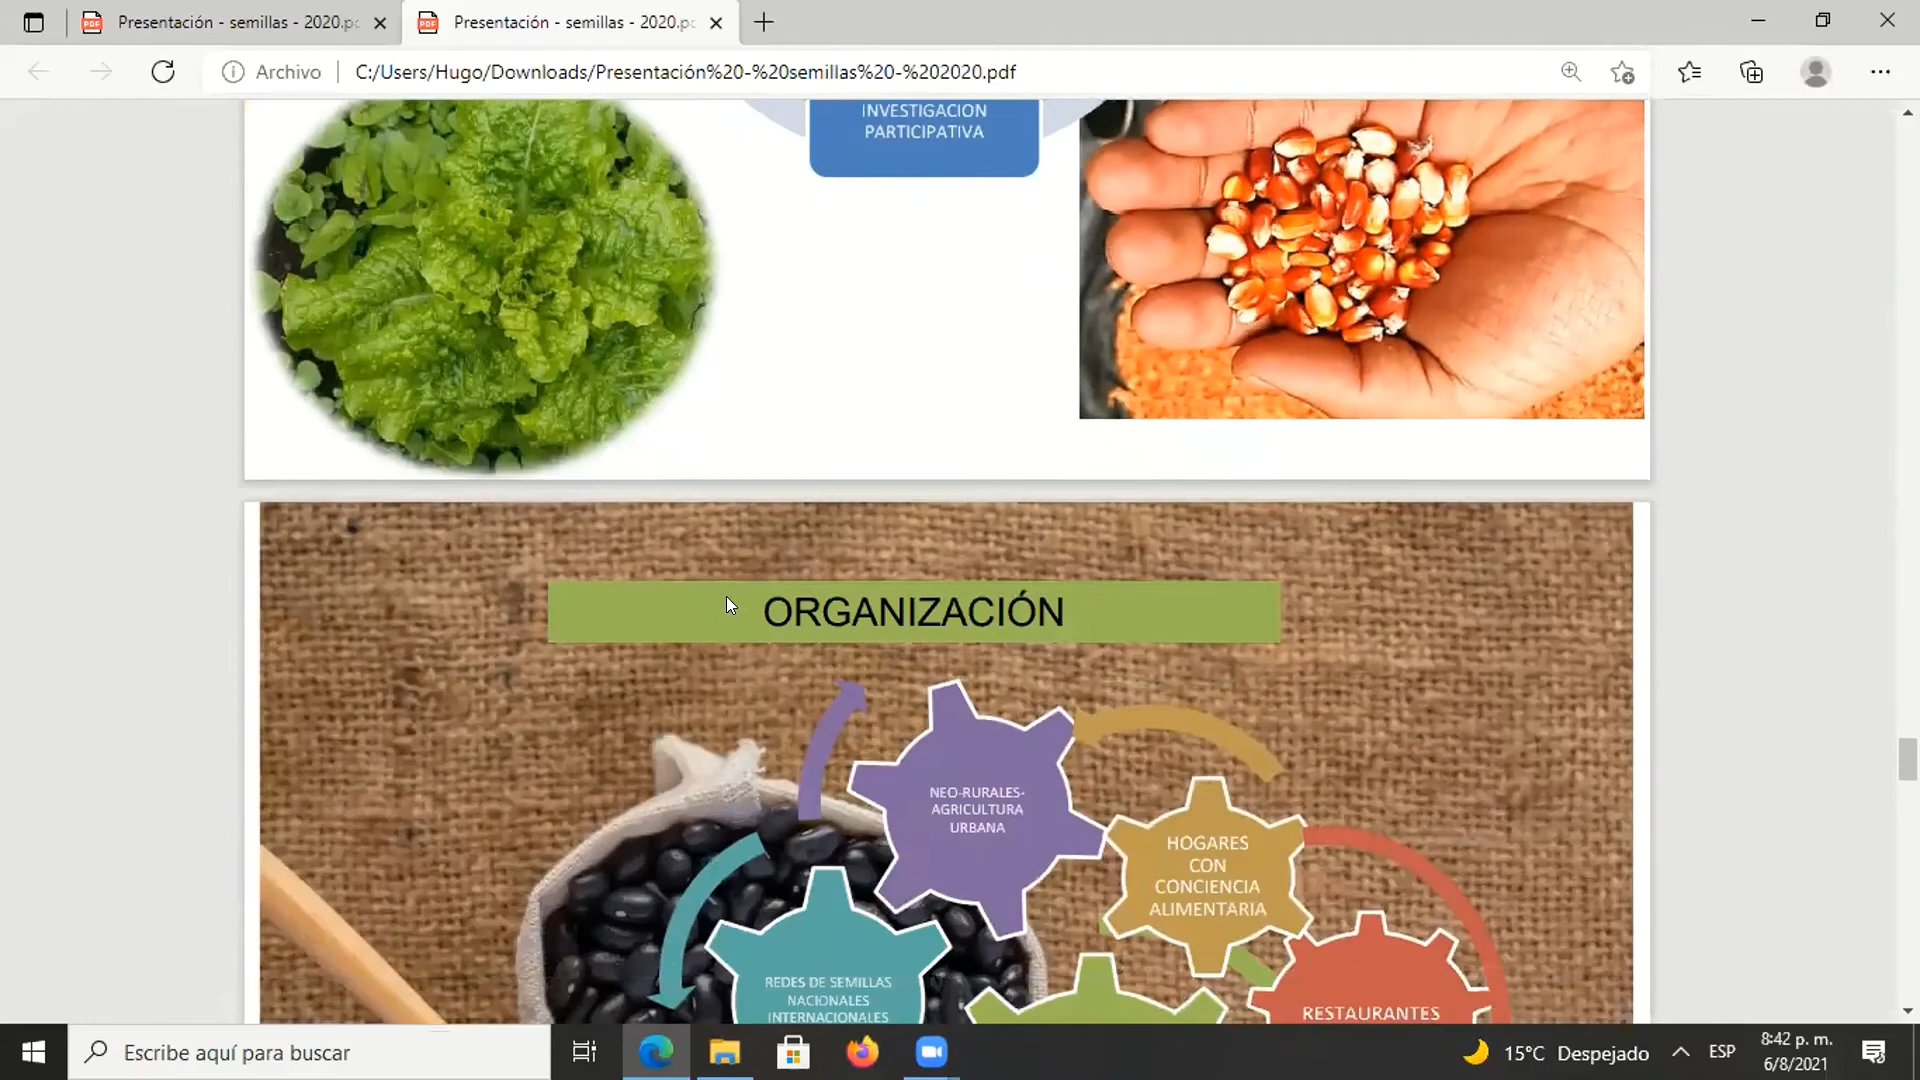 Presentación - semillas - 2020.pc
Presentación - semillas - 2020.pc
Archivo
C:/Users/Hugo/Downloads/Presentación%20-%20semillas%20-%202020.pdf
INVESTIGACION
PARTICIPATIVA
ORGANIZACIÓN
NEO-RURALES-
AGRICULTURA
URBANA
HOGARES
CON
CONCIENCIA
ALIMENTARIA
REDES DE SEMILLAS
NACIONALES
INTERNACIONALES
RESTAURANTES
Escribe aquí para buscar
15°C Despejado
ESP
8:42 p. m.
6/8/2021